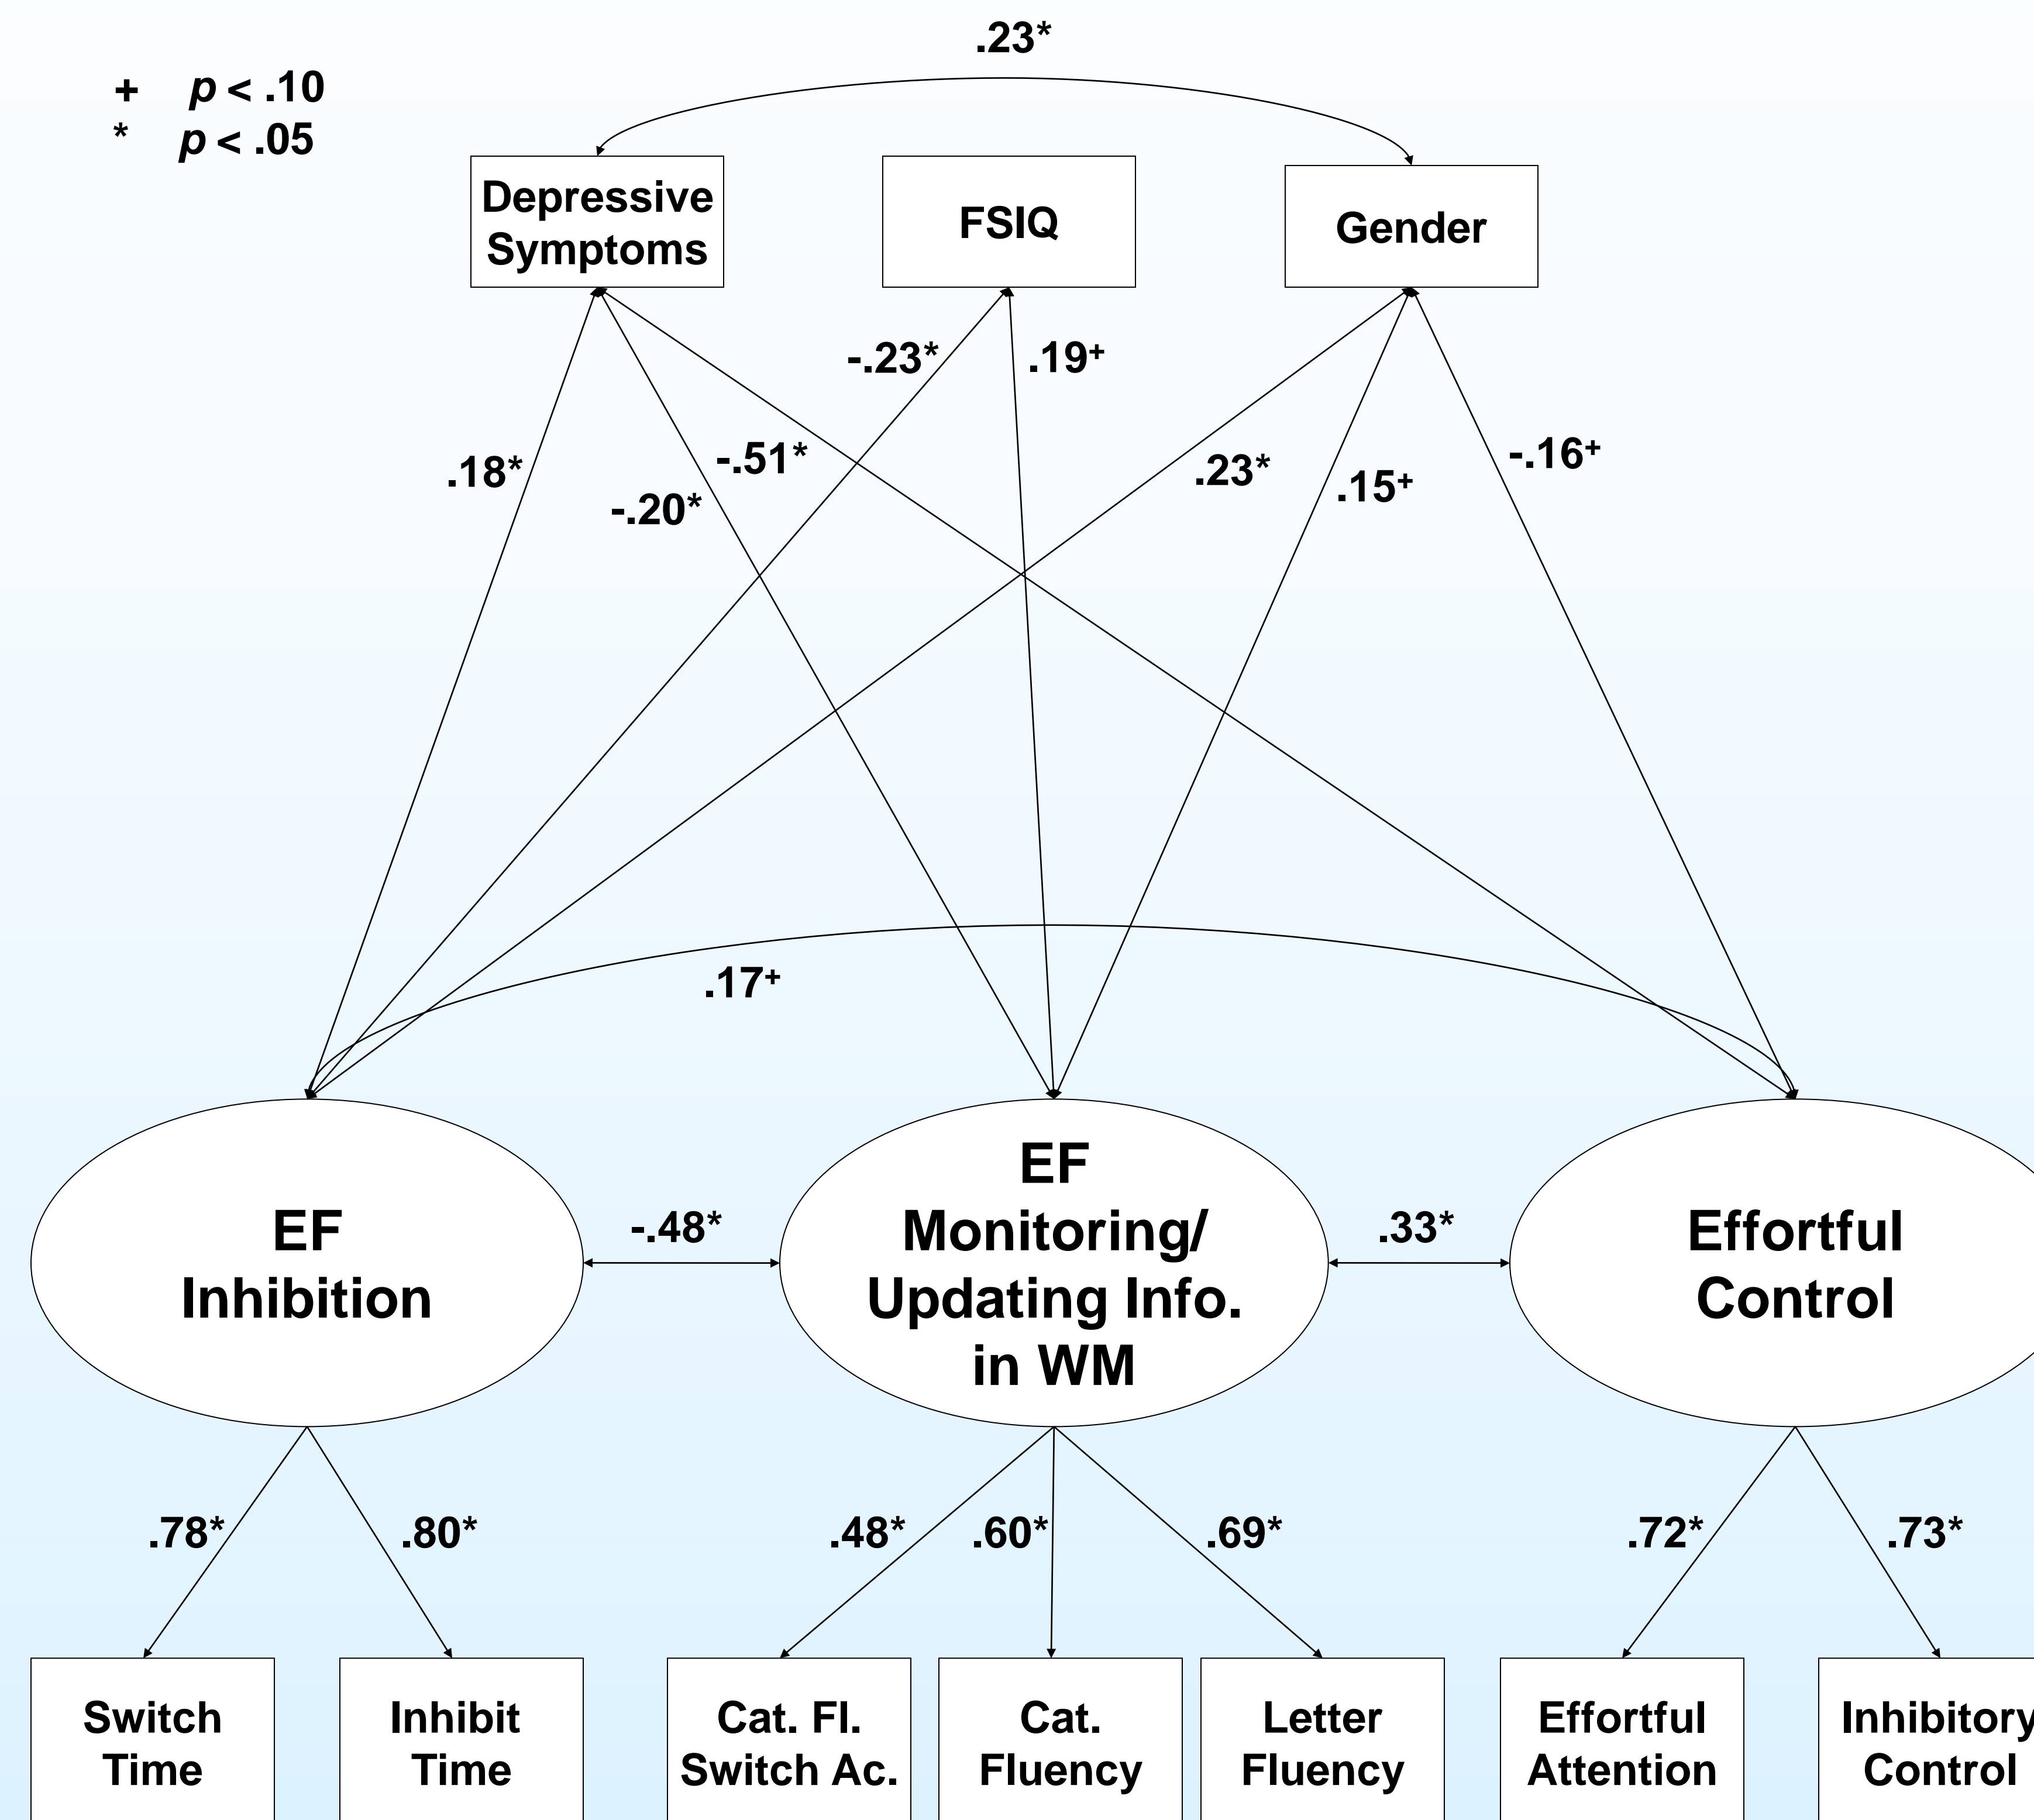 .23*
+ p < .10
* p < .05
Depressive
Symptoms
FSIQ
Gender
-.23*
.19+
.18*
-.20*
-.51*
.23*
.15+
-.16+
.17+
EF
Inhibition
-.48*
EF
Monitoring/
Updating Info.
in WM
.33*
Effortful
Control
.78*
.80*
.48*
.60*
.69*
.72*
.73*
Switch
Time
Inhibit
Time
Cat. Fl.
Switch Ac.
Cat.
Fluency
Letter
Fluency
Effortful
Attention
Inhibitory
Control